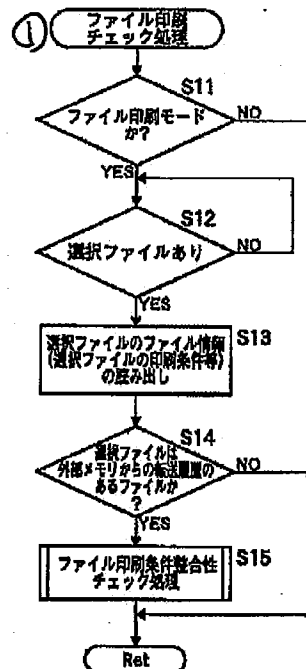 ①
ファイル印刷
チェック処理
S11
ファイル印刷モード
か?
NO
YES
S12
選択ファイルあり
NO
YES
選択ファイルのファイル情報
(選択ファイルの印刷条件等)
の読み出し
S13
S14
選択ファイルは
外部メモリからの転送履歴の
あるファイルか
?
NO
YES
ファイル印刷条件整合性
チェック処理
S15
Ret